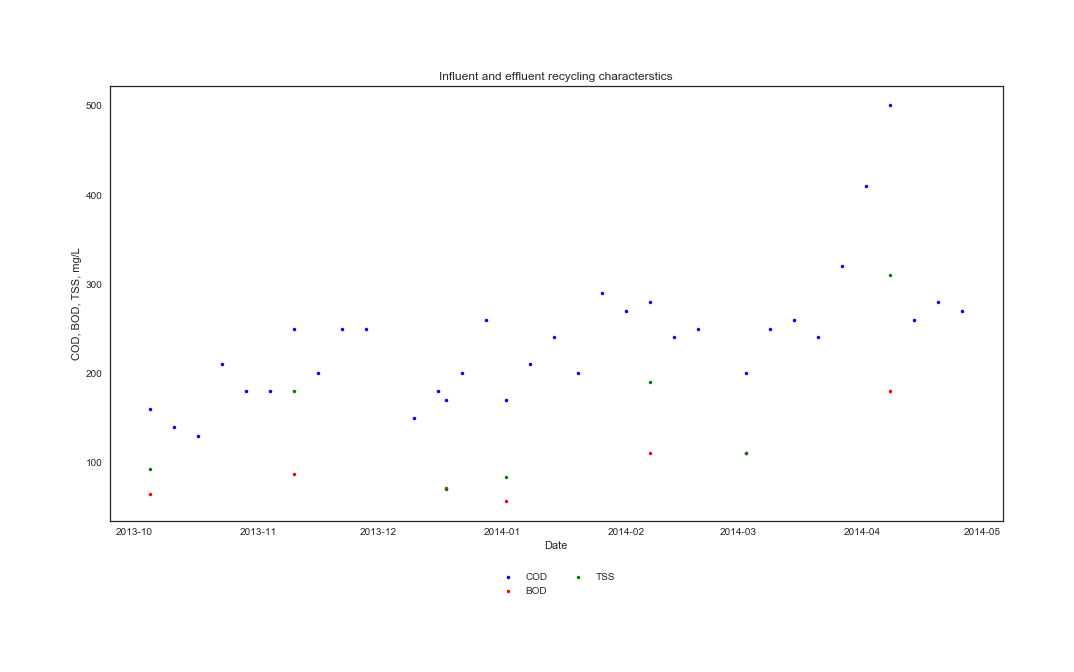 Influent and effluent recycling characterstics
500
400
300
200
100
COD, BOD, TSS, mg/L
2013-10 2013-11 2013-12 2014-01 2014-02 2014-03 2014-04 2014-05
Date
COD TSS
BOD